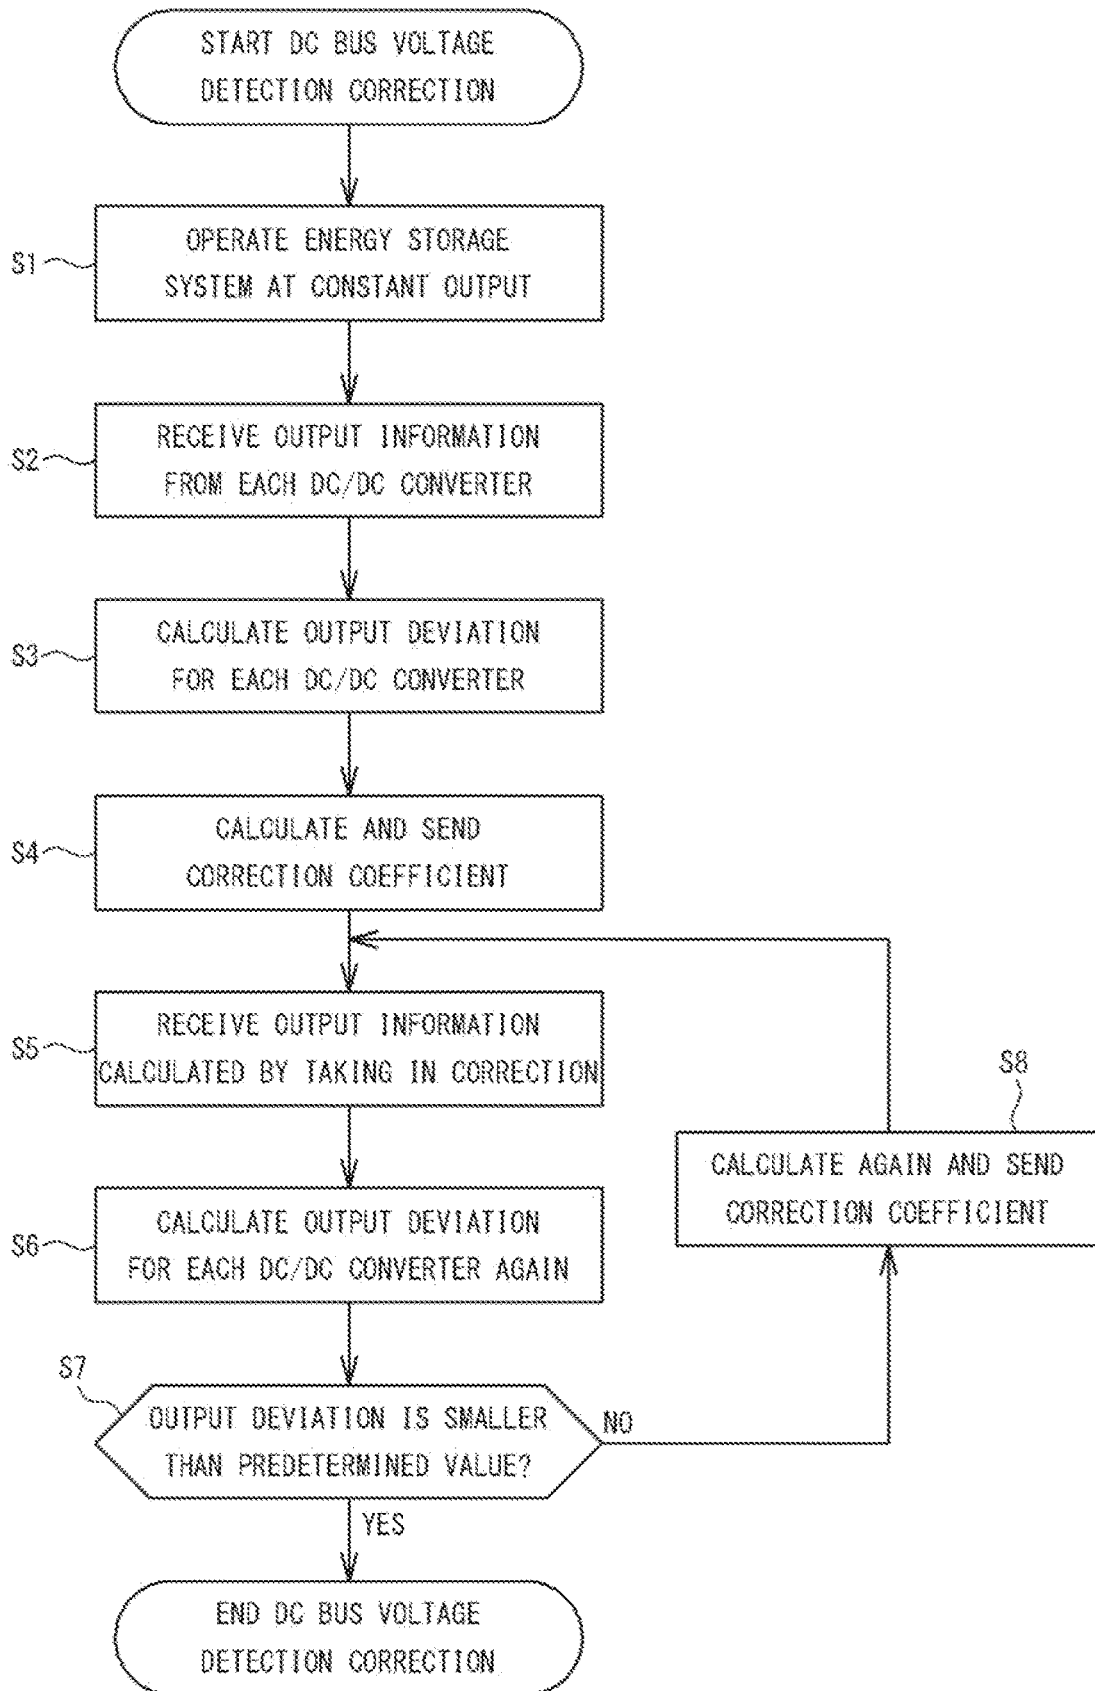 START DC BUS VOLTAGE
DETECTION CORRECTION
S1
OPERATE ENERGY STORAGE
SYSTEM AT CONSTANT OUTPUT
S2
RECEIVE OUTPUT INFORMATION
FROM EACH DC/DC CONVERTER
S3
CALCULATE OUTPUT DEVIATION
FOR EACH DC/DC CONVERTER
S4
CALCULATE AND SEND
CORRECTION COEFFICIENT
S5
RECEIVE OUTPUT INFORMATION
CALCULATED BY TAKING IN CORRECTION
S8
CALCULATE AGAIN AND SEND
CORRECTION COEFFICIENT
S6
CALCULATE OUTPUT DEVIATION
FOR EACH DC/DC CONVERTER AGAIN
S7
OUTPUT DEVIATION IS SMALLER
THAN PREDETERMINED VALUE?
NO
YES
END DC BUS VOLTAGE
DETECTION CORRECTION